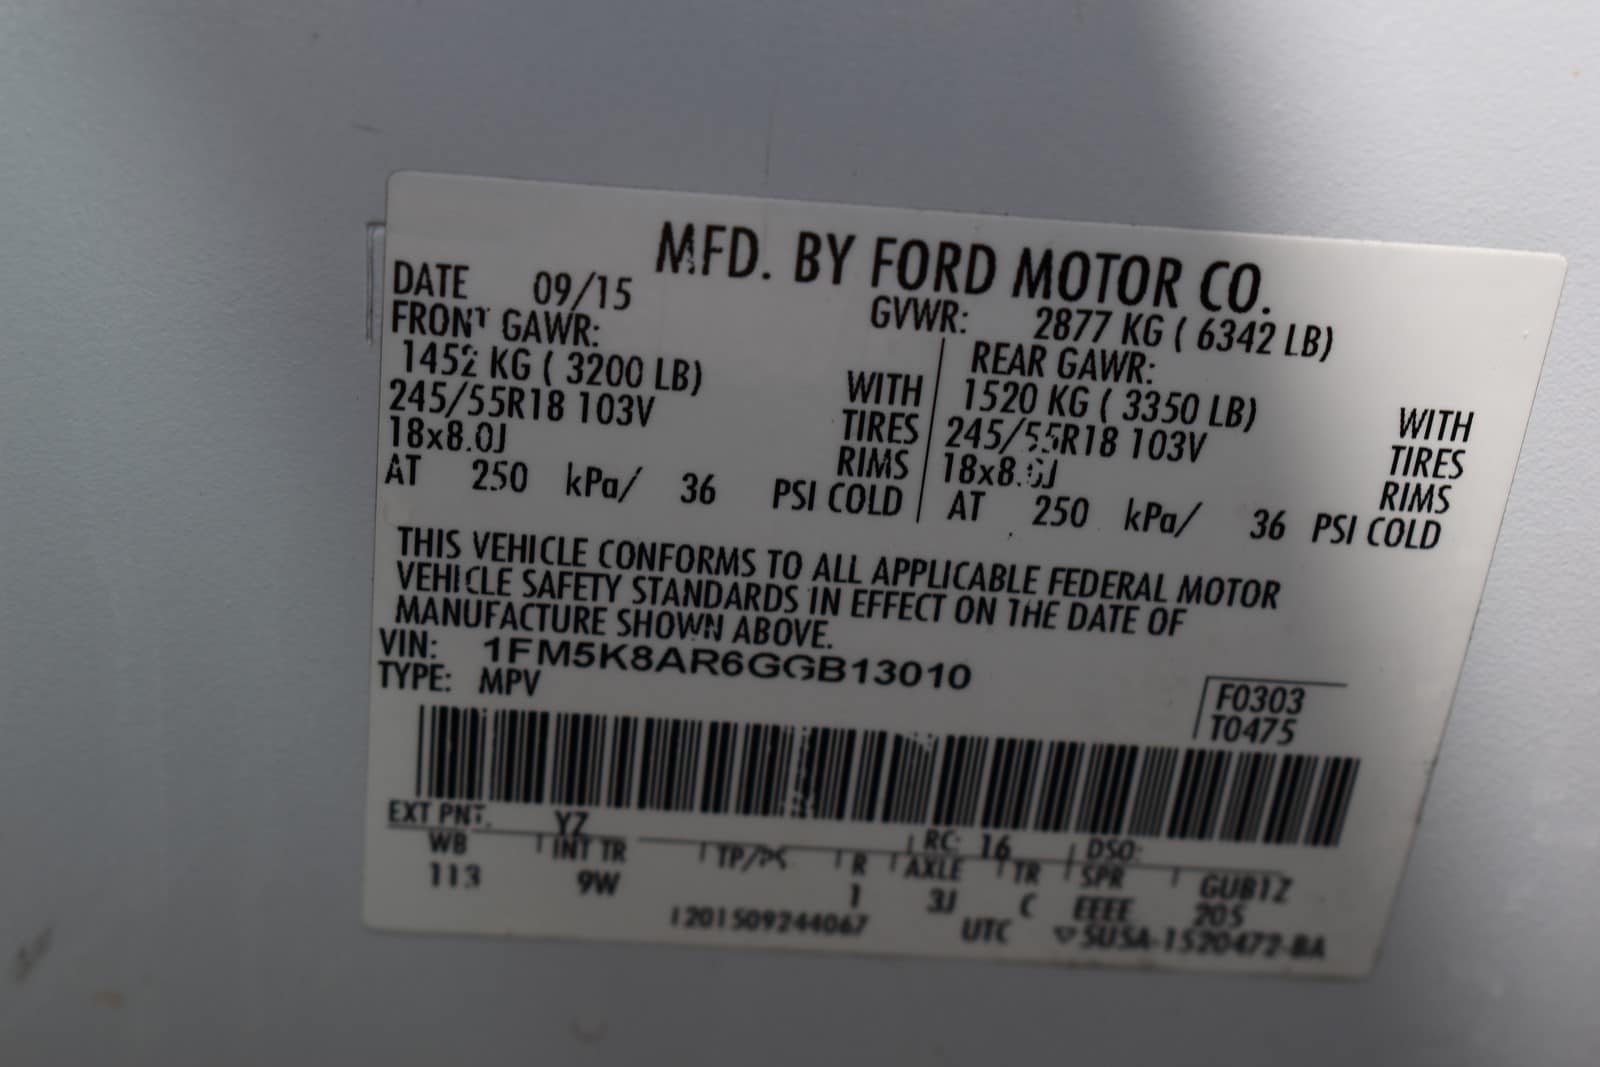 MFD. BY FORD MOTOR CO.
DATE 09/15 GVWR: 2877 KG ( 6342 LB)
FRONT GAWR: REAR GAWR:
1452 KG ( 3200 LB) WITH 1520 KG ( 3350 LB) WITH
245/55R18 103V TIRES 245/55R18 103V TIRES
18x8.0J RIMS 18x8.0J RIMS
AT 250 kPa/ 36 PSI COLD AT 250 kPa/ 36 PSI COLD
THIS VEHICLE CONFORMS TO ALL APPLICABLE FEDERAL MOTOR
VEHICLE SAFETY STANDARDS IN EFFECT ON THE DATE OF
MANUFACTURE SHOWN ABOVE.
VIN: 1FM5K8AR6GGB13010
TYPE: MPV
F0303
T0475
EXT PNT. YZ RC: 16 DSO:
WB INT TR TP/PS R AXLE TR SPR GUB1Z
113 9W 1 3J C EEEE 205
1201509244067 UTC ▽5U5A-1520472-BA